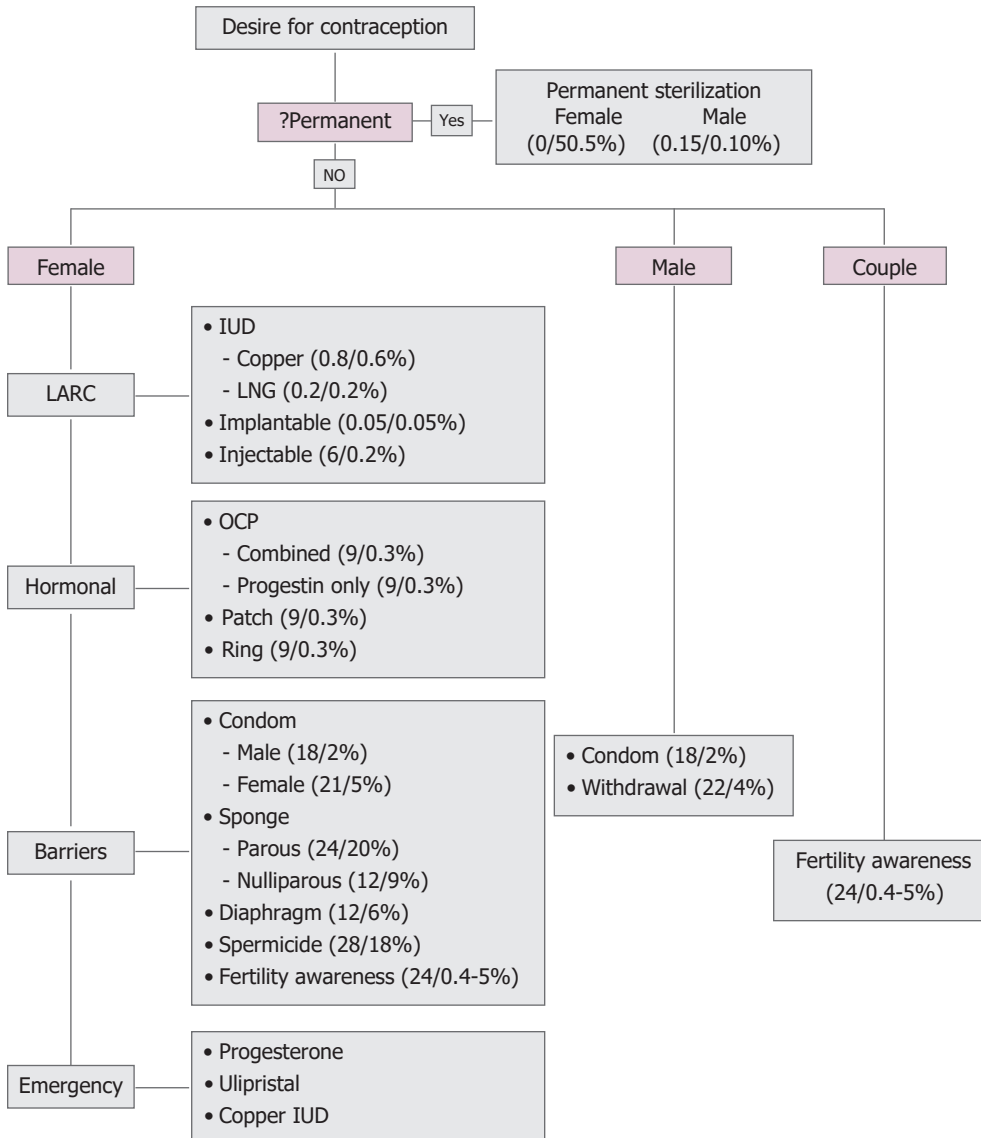 Desire for contraception
?Permanent
Yes
Permanent sterilization
Female Male
(0/50.5%) (0.15/0.10%)
NO
Female
Male
Couple
LARC
• IUD
- Copper (0.8/0.6%)
- LNG (0.2/0.2%)
• Implantable (0.05/0.05%)
• Injectable (6/0.2%)
Hormonal
• OCP
- Combined (9/0.3%)
- Progestin only (9/0.3%)
• Patch (9/0.3%)
• Ring (9/0.3%)
Barriers
• Condom
- Male (18/2%)
- Female (21/5%)
• Sponge
- Parous (24/20%)
- Nulliparous (12/9%)
• Diaphragm (12/6%)
• Spermicide (28/18%)
• Fertility awareness (24/0.4-5%)
• Condom (18/2%)
• Withdrawal (22/4%)
Fertility awareness
(24/0.4-5%)
Emergency
• Progesterone
• Ulipristal
• Copper IUD